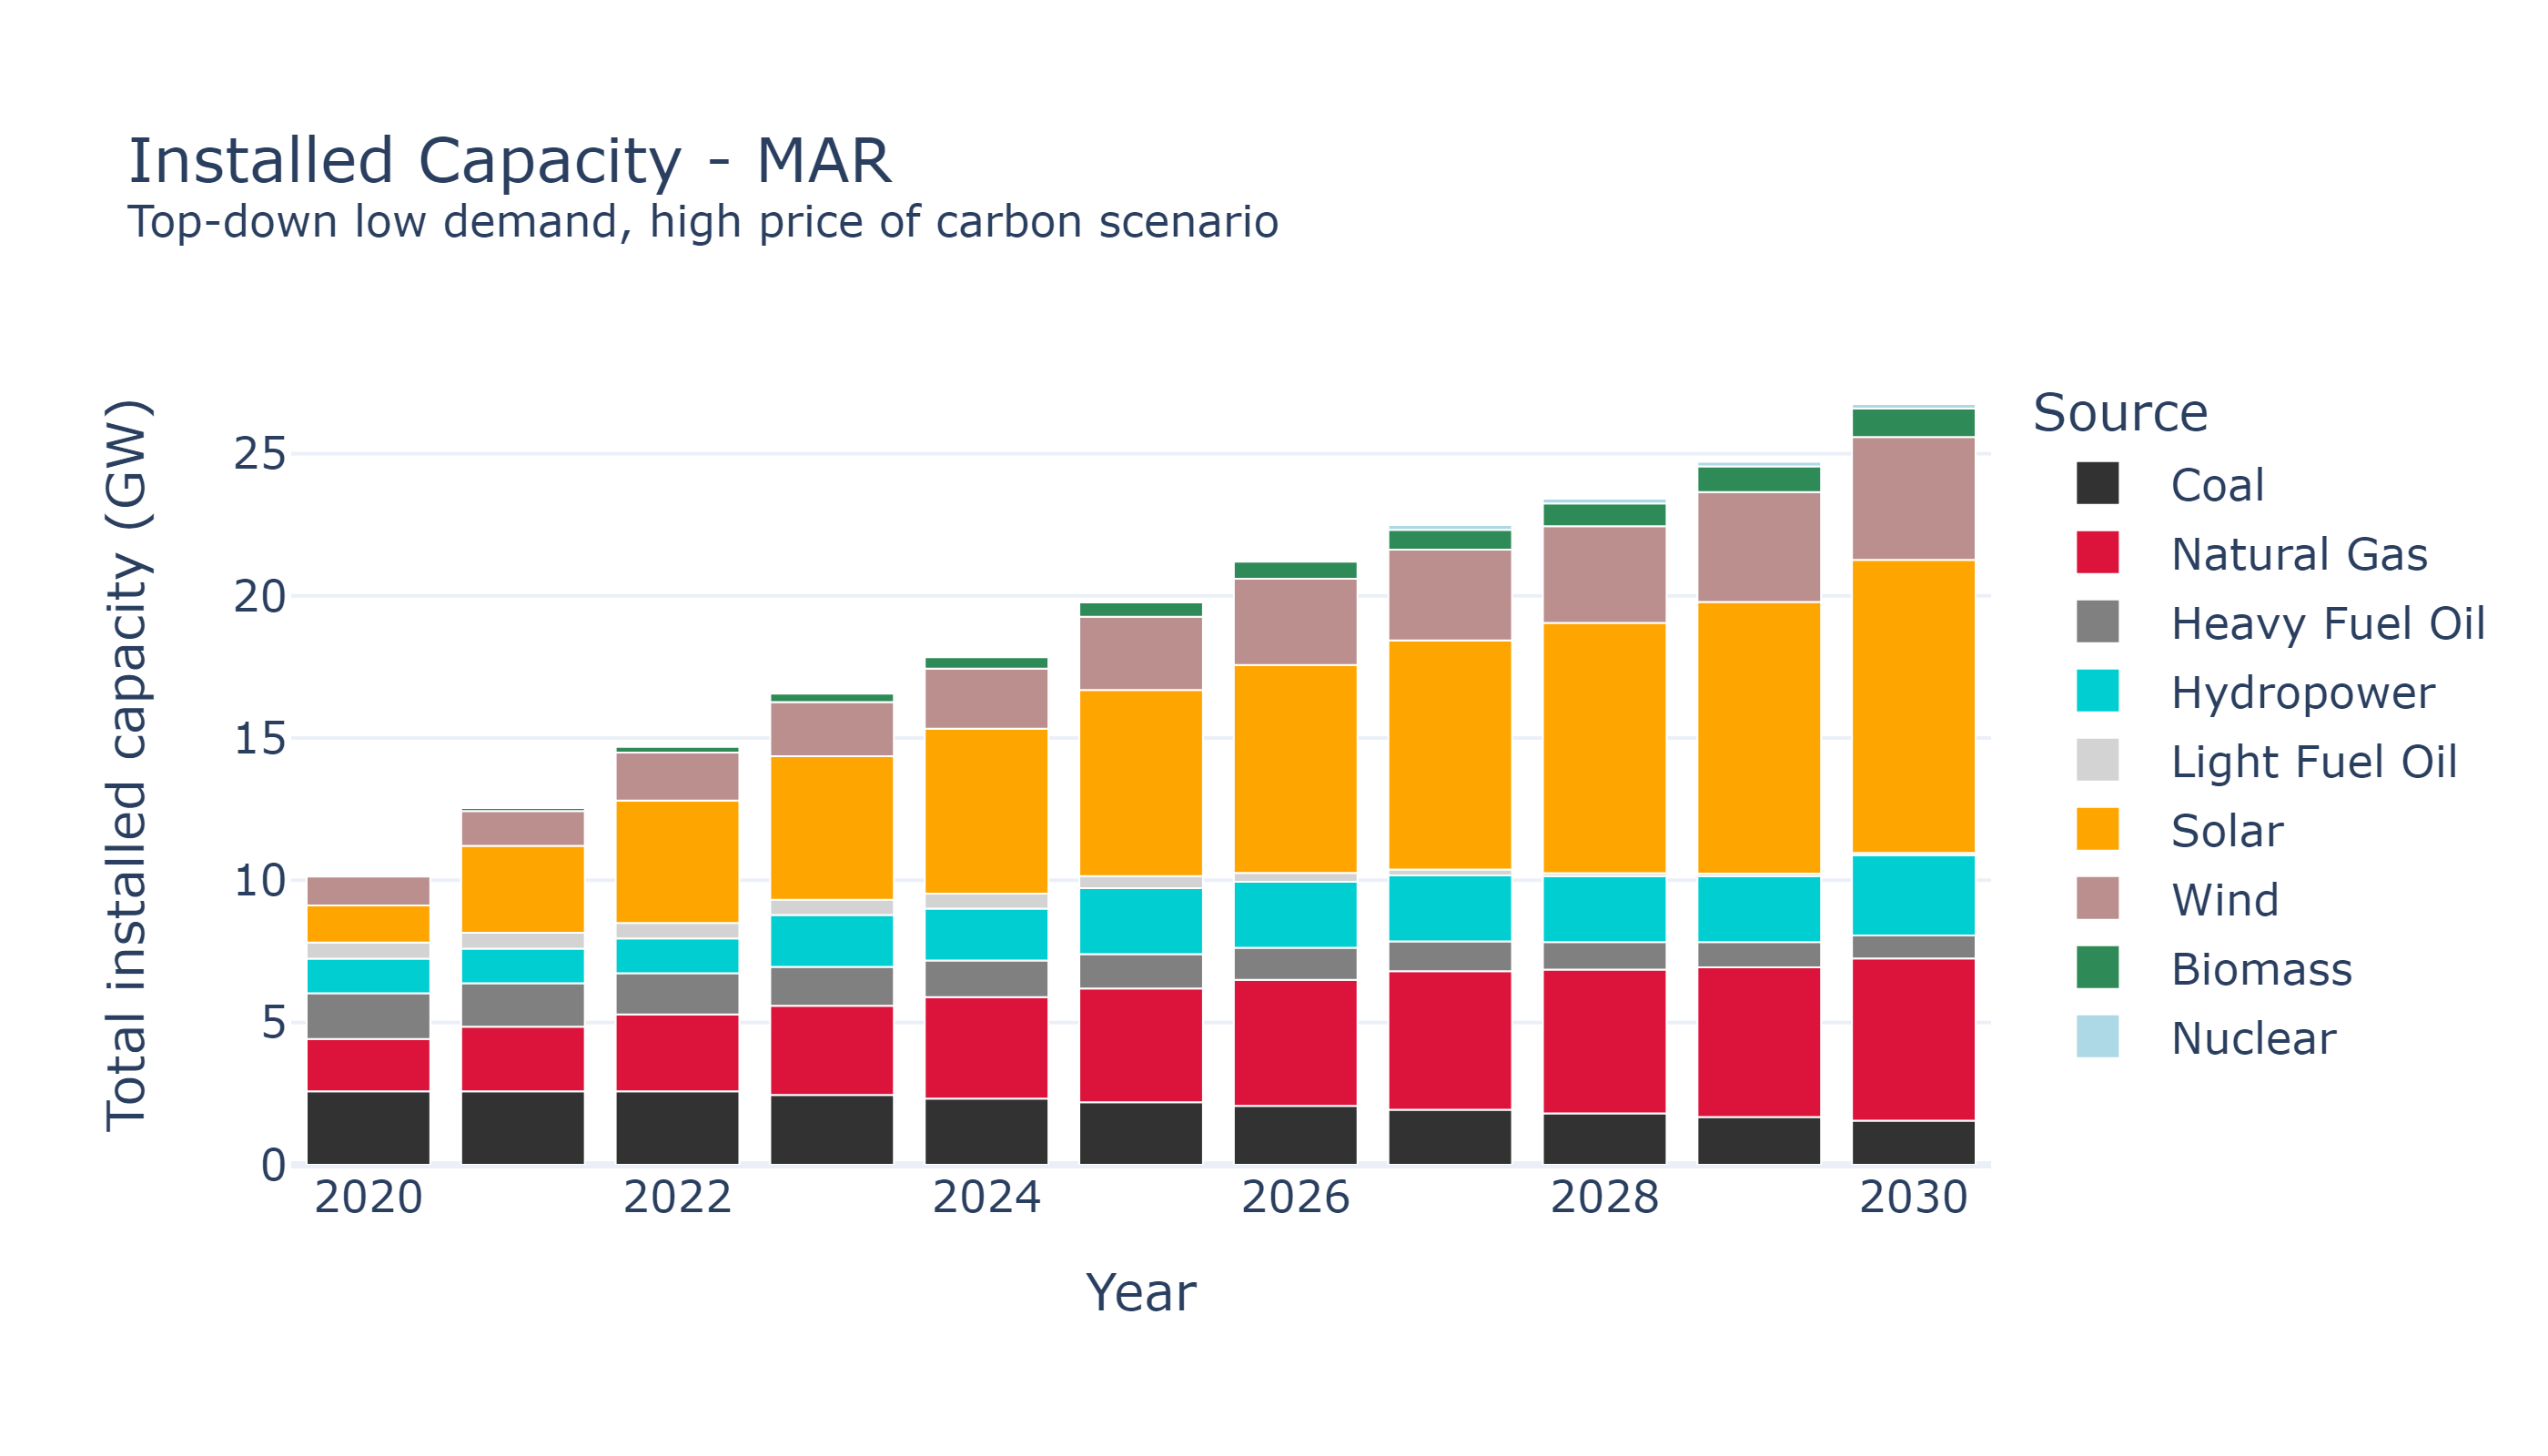 Installed Capacity - MAR
Top-down low demand, high price of carbon scenario
Total installed capacity (GW)
25
20
15
10
5
0
2020
2022
2024
2026
2028
2030
Year
Source
Coal
Natural Gas
Heavy Fuel Oil
Hydropower
Light Fuel Oil
Solar
Wind
Biomass
Nuclear